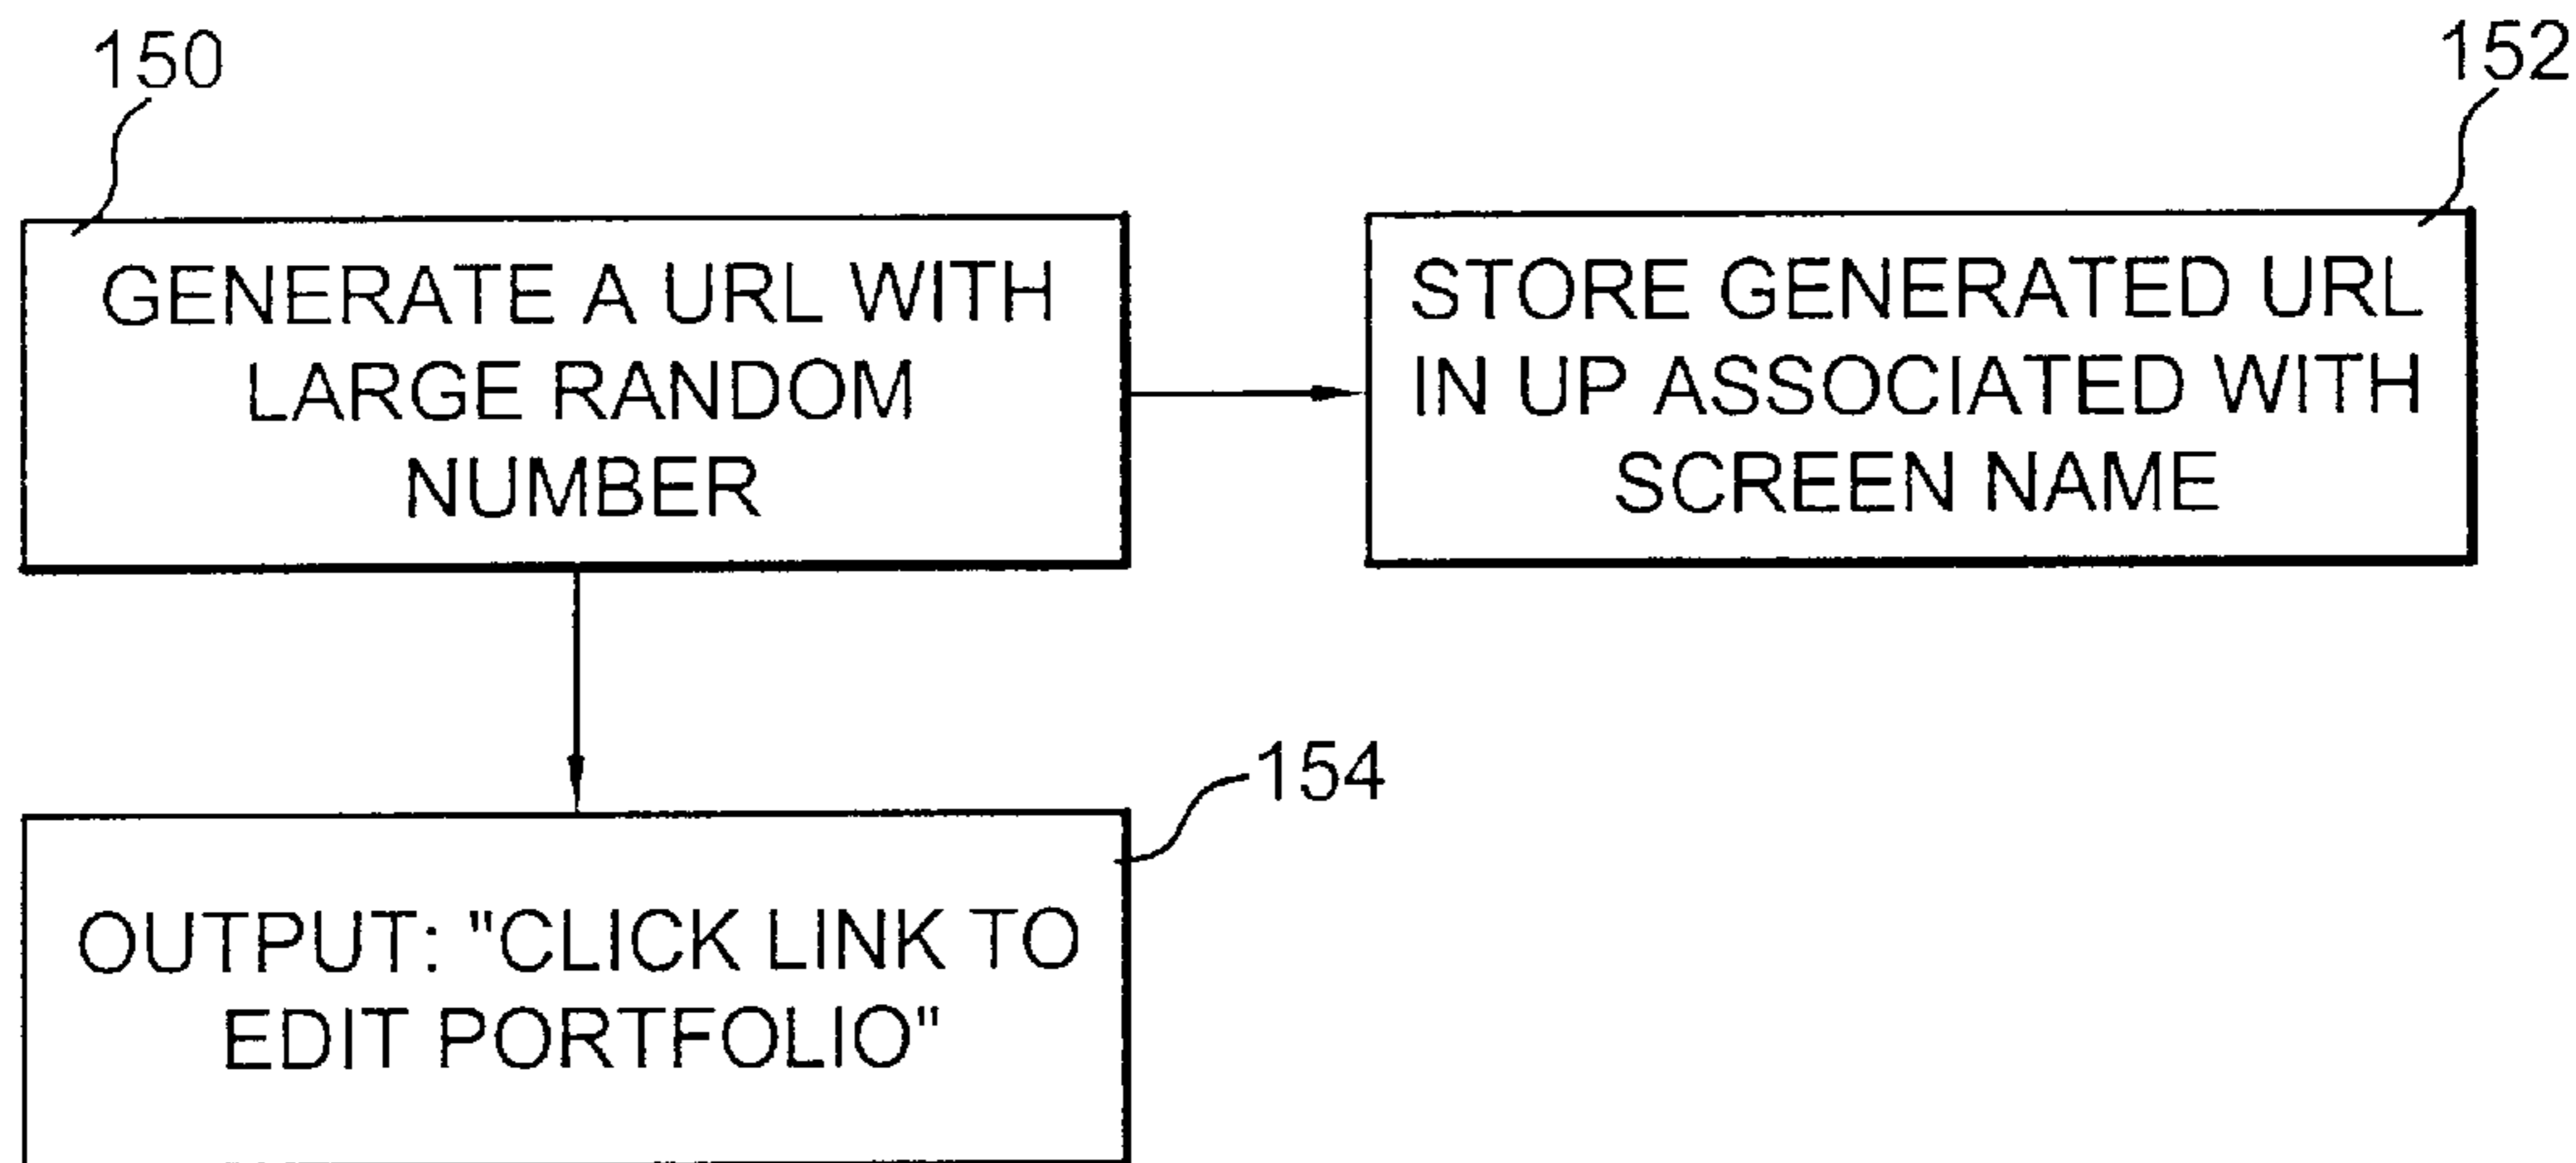 150
152
GENERATE A URL WITH
LARGE RANDOM
NUMBER
STORE GENERATED URL
IN UP ASSOCIATED WITH
SCREEN NAME
154
OUTPUT: "CLICK LINK TO
EDIT PORTFOLIO"